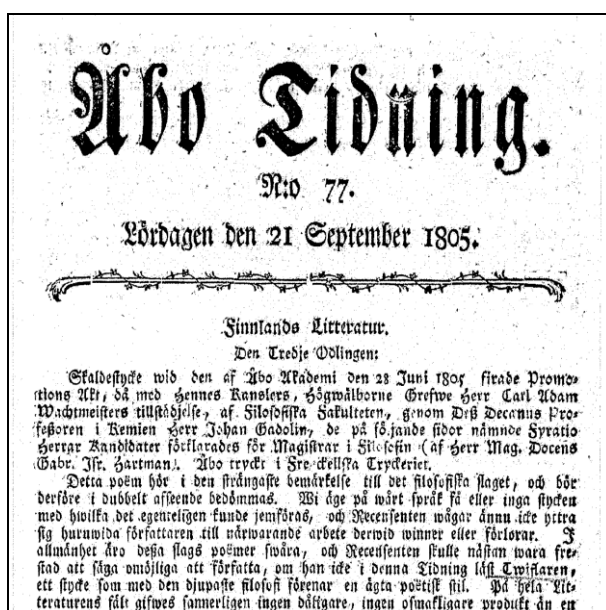 Åbo Tidning.
N:o 77.
Lördagen den 21 September 1805.
Finnlands Litteratur.
Den Tredje Odlingen:
Skaldestycke wid den af Åbo Akademi den 28 Juni 1805 firade Promo-
tions Akt, då med Hennes Kanslers, Högwälborne Grefwe Herr Carl Adam
Wachtmeisters tillstädjelse, af Filosofiska Fakulteten, genom Deß Decanus Pro-
feßoren i Kemien Herr Johan Gadolin, de på följande sidor nämnde Fyratio
Herrar Kandidater förklarades för Magistrar i Filosofin (af Herr Mag. Docens
Gabr. Isr. Hartman). Åbo tryckt i Frenckellska Tryckeriet.
Detta poem hör i den strängaste bemärkelse till det filosofiska slaget, och bör
derföre i dubbelt afseende bedömmas. Wi äge på wårt språk få eller inga stycken
med hwilka det egenteligen kunde jemföras, och Recensenten wågar ännu icke yttra
sig huruwida författaren till närwarande arbete derwid winner eller förlorar. I
allmänhet äro deßa slags poëmer swåra, och Recensenten skulle nästan wara fre-
stad att säga omöjliga att författa, om han icke i denna Tidning läst Twiflaren,
ett stycke som med den djupaste filosofi förenar en ägta poëtisk stil. På hela Lit-
teraturens fält gifwes sannerligen ingen dåligare, ingen osmakligare produkt än en